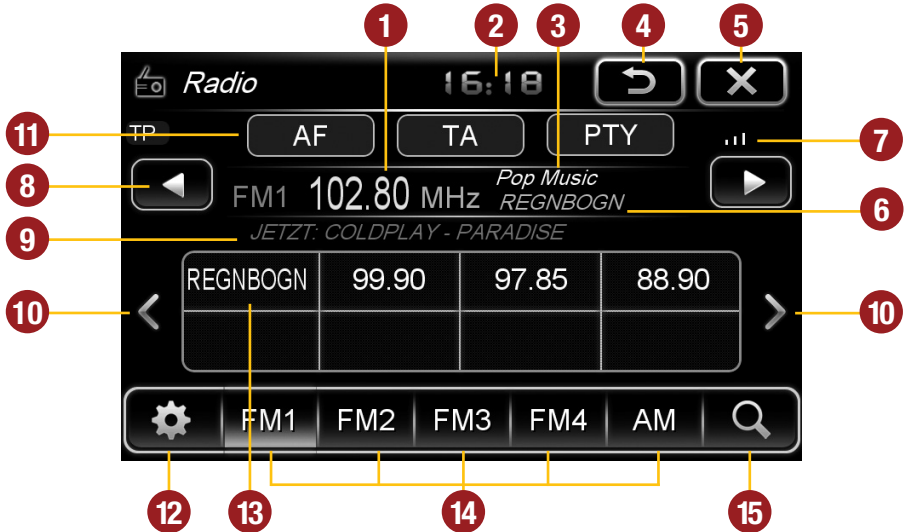 1 2 3 4 5
Radio 16:18
11 TP AF TA PTY 7
8 FM1 102.80 MHz Pop Music
REGNBOGN 6
9 JETZT: COLDPLAY - PARADISE
REGNBOGN 99.90 97.85 88.90
10 10
FM1 FM2 FM3 FM4 AM
12 13 14 15